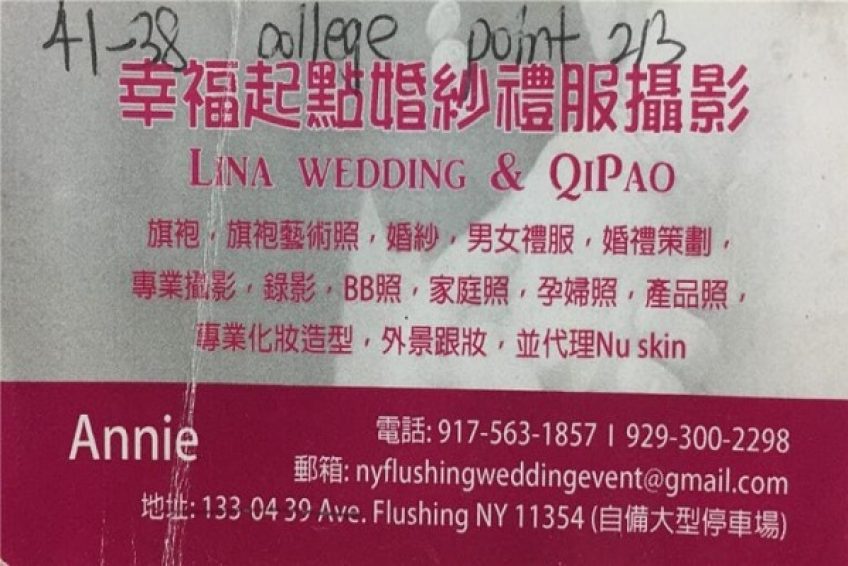 41-38 college point 2/3
幸福起點婚紗禮服攝影
LINA WEDDING & QIPAO
旗袍，旗袍藝術照，婚紗，男女禮服，婚禮策劃，
專業攝影，錄影，BB照，家庭照，孕婦照，產品照，
專業化妝造型，外景跟妝，並代理Nu skin
Annie
電話: 917-563-1857 | 929-300-2298
郵箱: nyflushingweddingevent@gmail.com
地址: 133-04 39 Ave. Flushing NY 11354 (自備大型停車場)